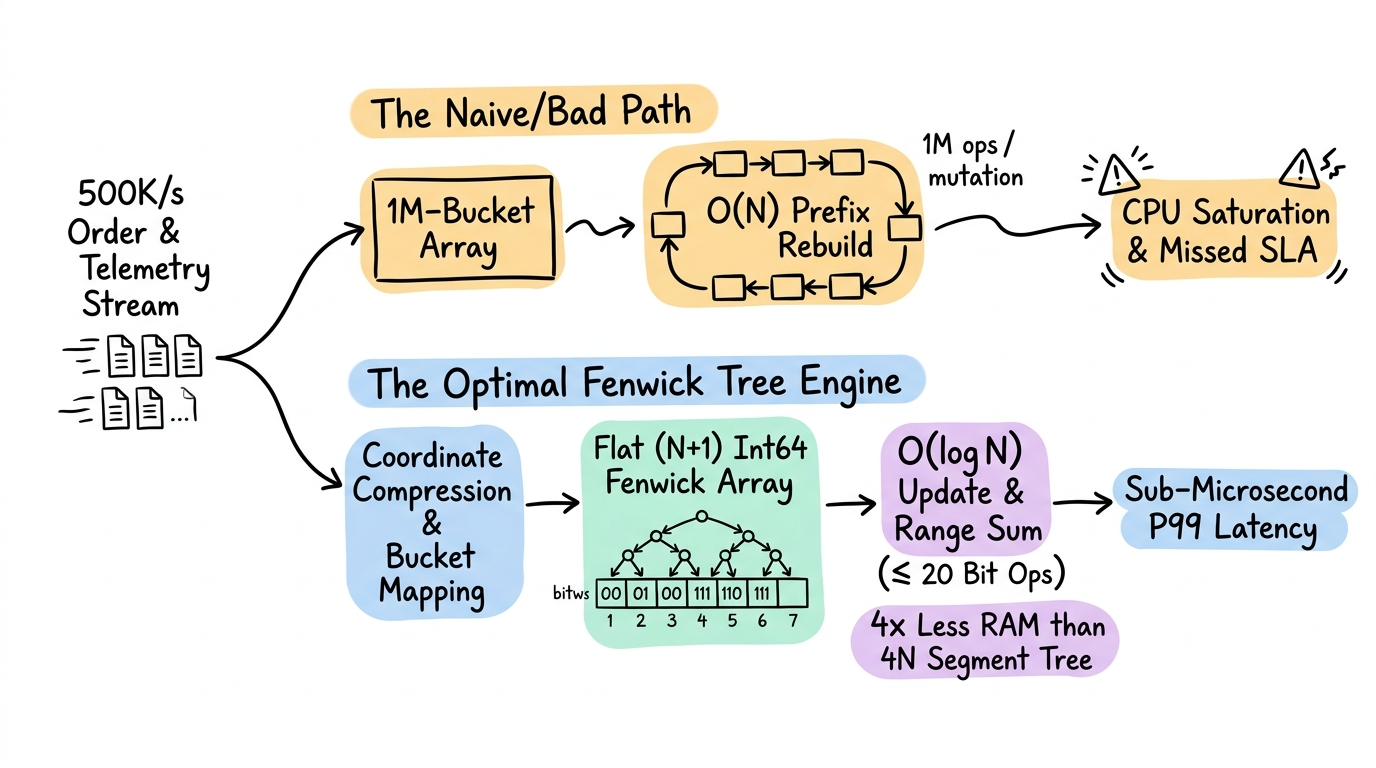 The Naive/Bad Path
500K/s
Order &
Telemetry
Stream
...
1M-Bucket
Array
O(N) Prefix
Rebuild
1M ops/
mutation
CPU Saturation
& Missed SLA
The Optimal Fenwick Tree Engine
Coordinate
Compression
&
Bucket
Mapping
Flat (N+1) Int64
Fenwick Array
bitws 00 01 00 111 110 111
1 2 3 4 5 6 7
O(log N)
Update &
Range Sum
(≤ 20 Bit Ops)
4x Less RAM than
4N Segment Tree
Sub-Microsecond
P99 Latency